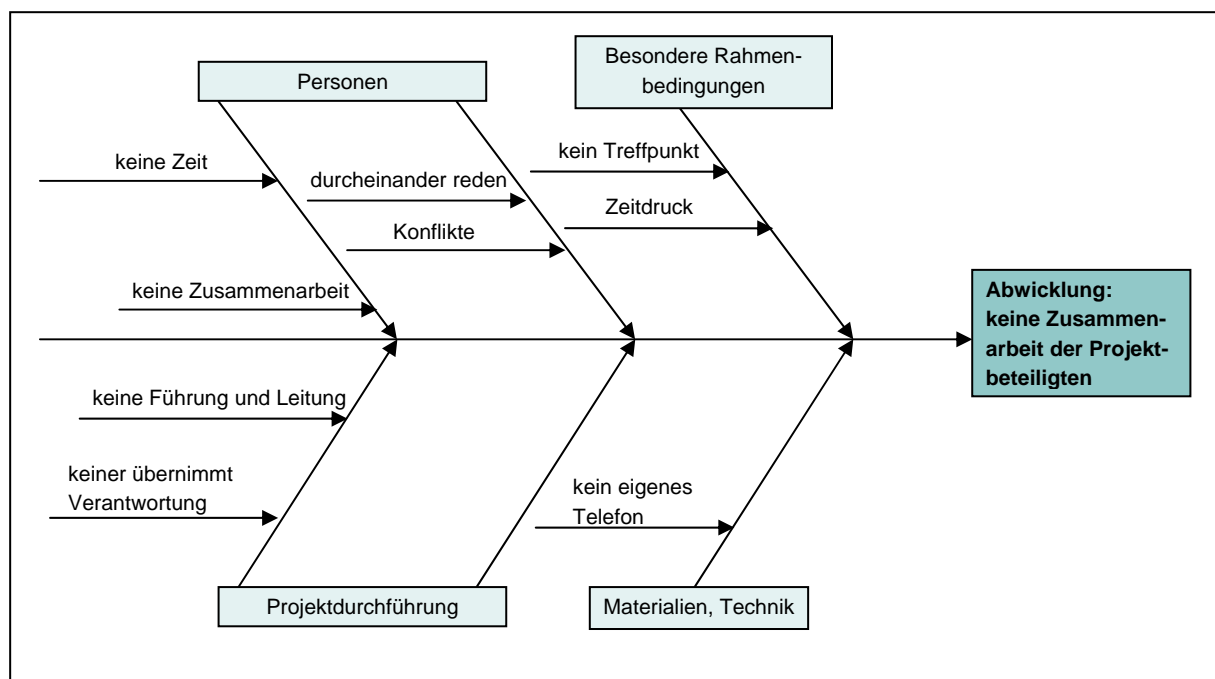 Personen
Besondere Rahmen-
bedingungen
keine Zeit
kein Treffpunkt
durcheinander reden
Zeitdruck
Konflikte
keine Zusammenarbeit
Abwicklung:
keine Zusammen-
arbeit der Projekt-
beteiligten
keine Führung und Leitung
keiner übernimmt
Verantwortung
kein eigenes
Telefon
Projektdurchführung
Materialien, Technik